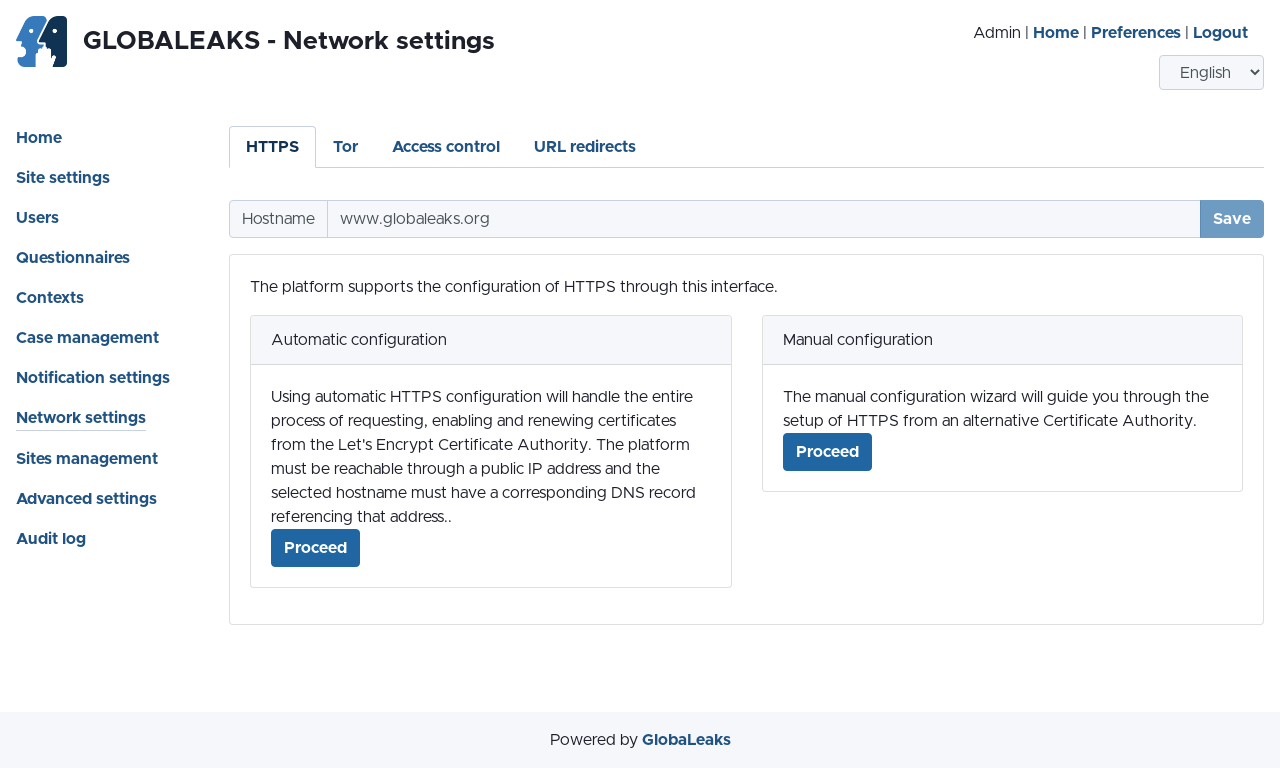 GLOBALEAKS - Network settings
Admin | Home | Preferences | Logout
English
Home
Site settings
Users
Questionnaires
Contexts
Case management
Notification settings
Network settings
Sites management
Advanced settings
Audit log
HTTPS Tor Access control URL redirects
Hostname www.globaleaks.org Save
The platform supports the configuration of HTTPS through this interface.
Automatic configuration
Using automatic HTTPS configuration will handle the entire
process of requesting, enabling and renewing certificates
from the Let's Encrypt Certificate Authority. The platform
must be reachable through a public IP address and the
selected hostname must have a corresponding DNS record
referencing that address..
Proceed
Manual configuration
The manual configuration wizard will guide you through the
setup of HTTPS from an alternative Certificate Authority.
Proceed
Powered by GlobaLeaks